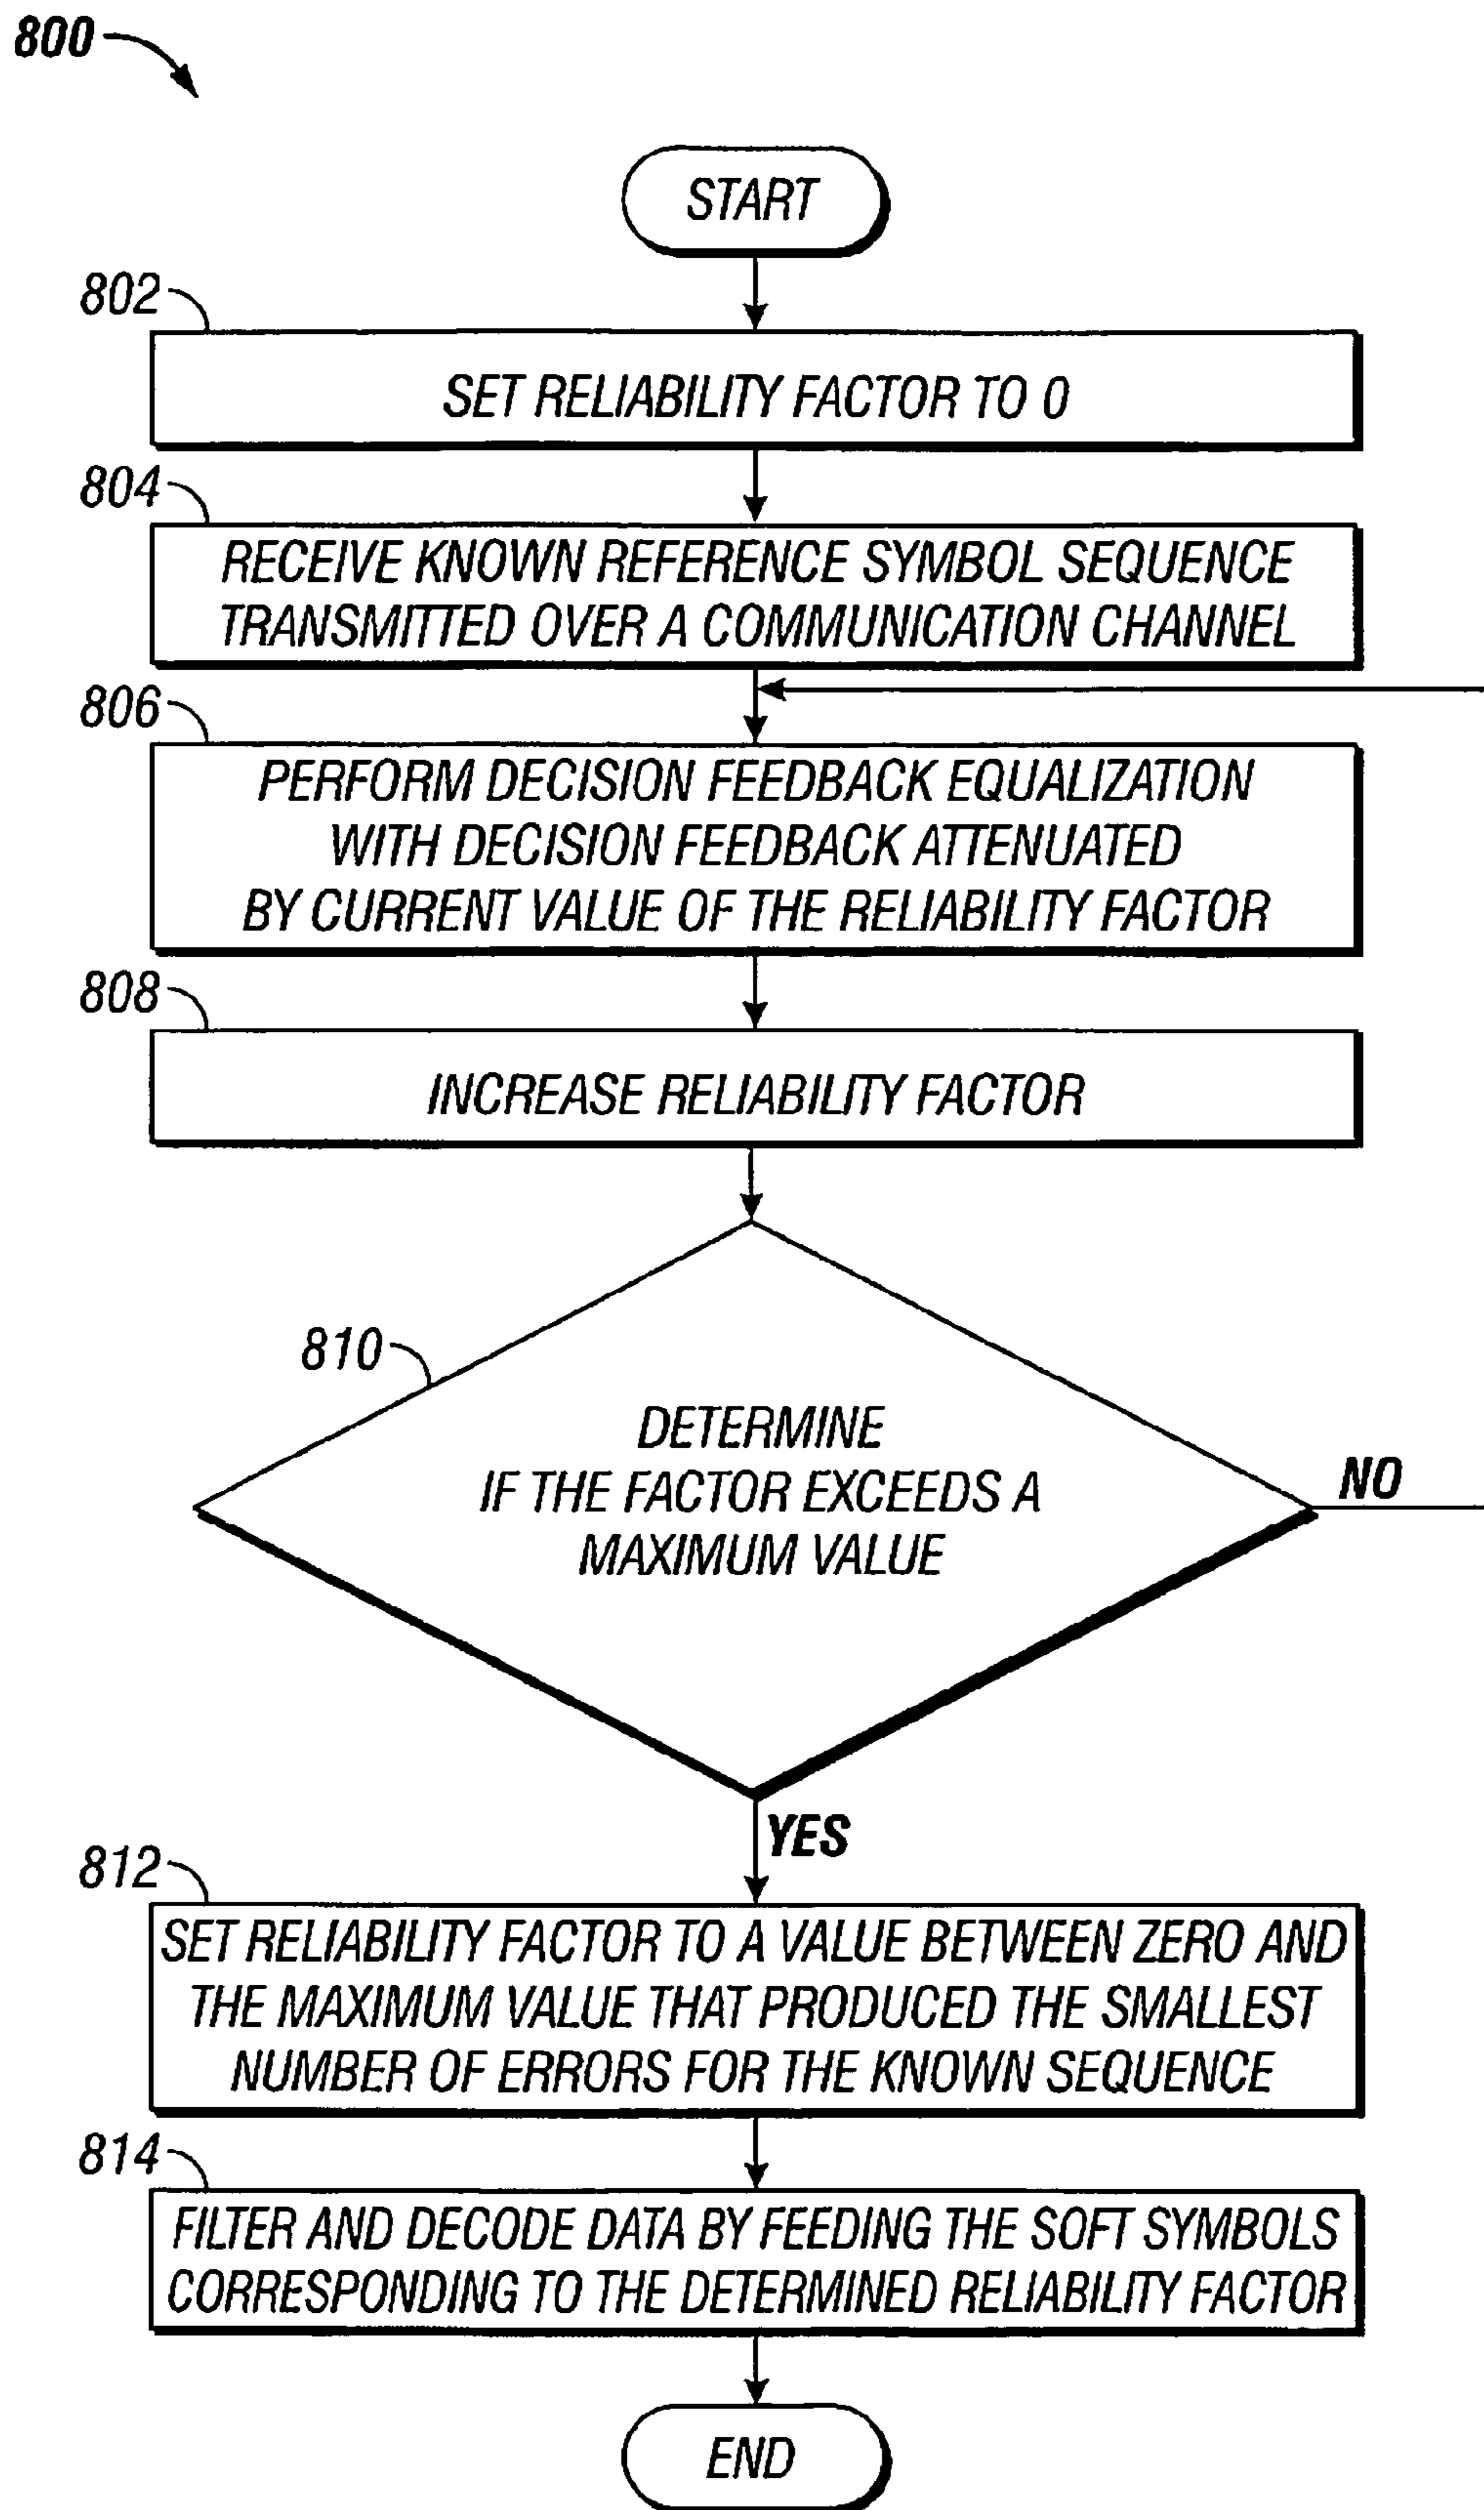 800
START
802
SET RELIABILITY FACTOR TO 0
804
RECEIVE KNOWN REFERENCE SYMBOL SEQUENCE
TRANSMITTED OVER A COMMUNICATION CHANNEL
806
PERFORM DECISION FEEDBACK EQUALIZATION
WITH DECISION FEEDBACK ATTENUATED
BY CURRENT VALUE OF THE RELIABILITY FACTOR
808
INCREASE RELIABILITY FACTOR
810
DETERMINE
IF THE FACTOR EXCEEDS A
MAXIMUM VALUE
NO
YES
812
SET RELIABILITY FACTOR TO A VALUE BETWEEN ZERO AND
THE MAXIMUM VALUE THAT PRODUCED THE SMALLEST
NUMBER OF ERRORS FOR THE KNOWN SEQUENCE
814
FILTER AND DECODE DATA BY FEEDING THE SOFT SYMBOLS
CORRESPONDING TO THE DETERMINED RELIABILITY FACTOR
END